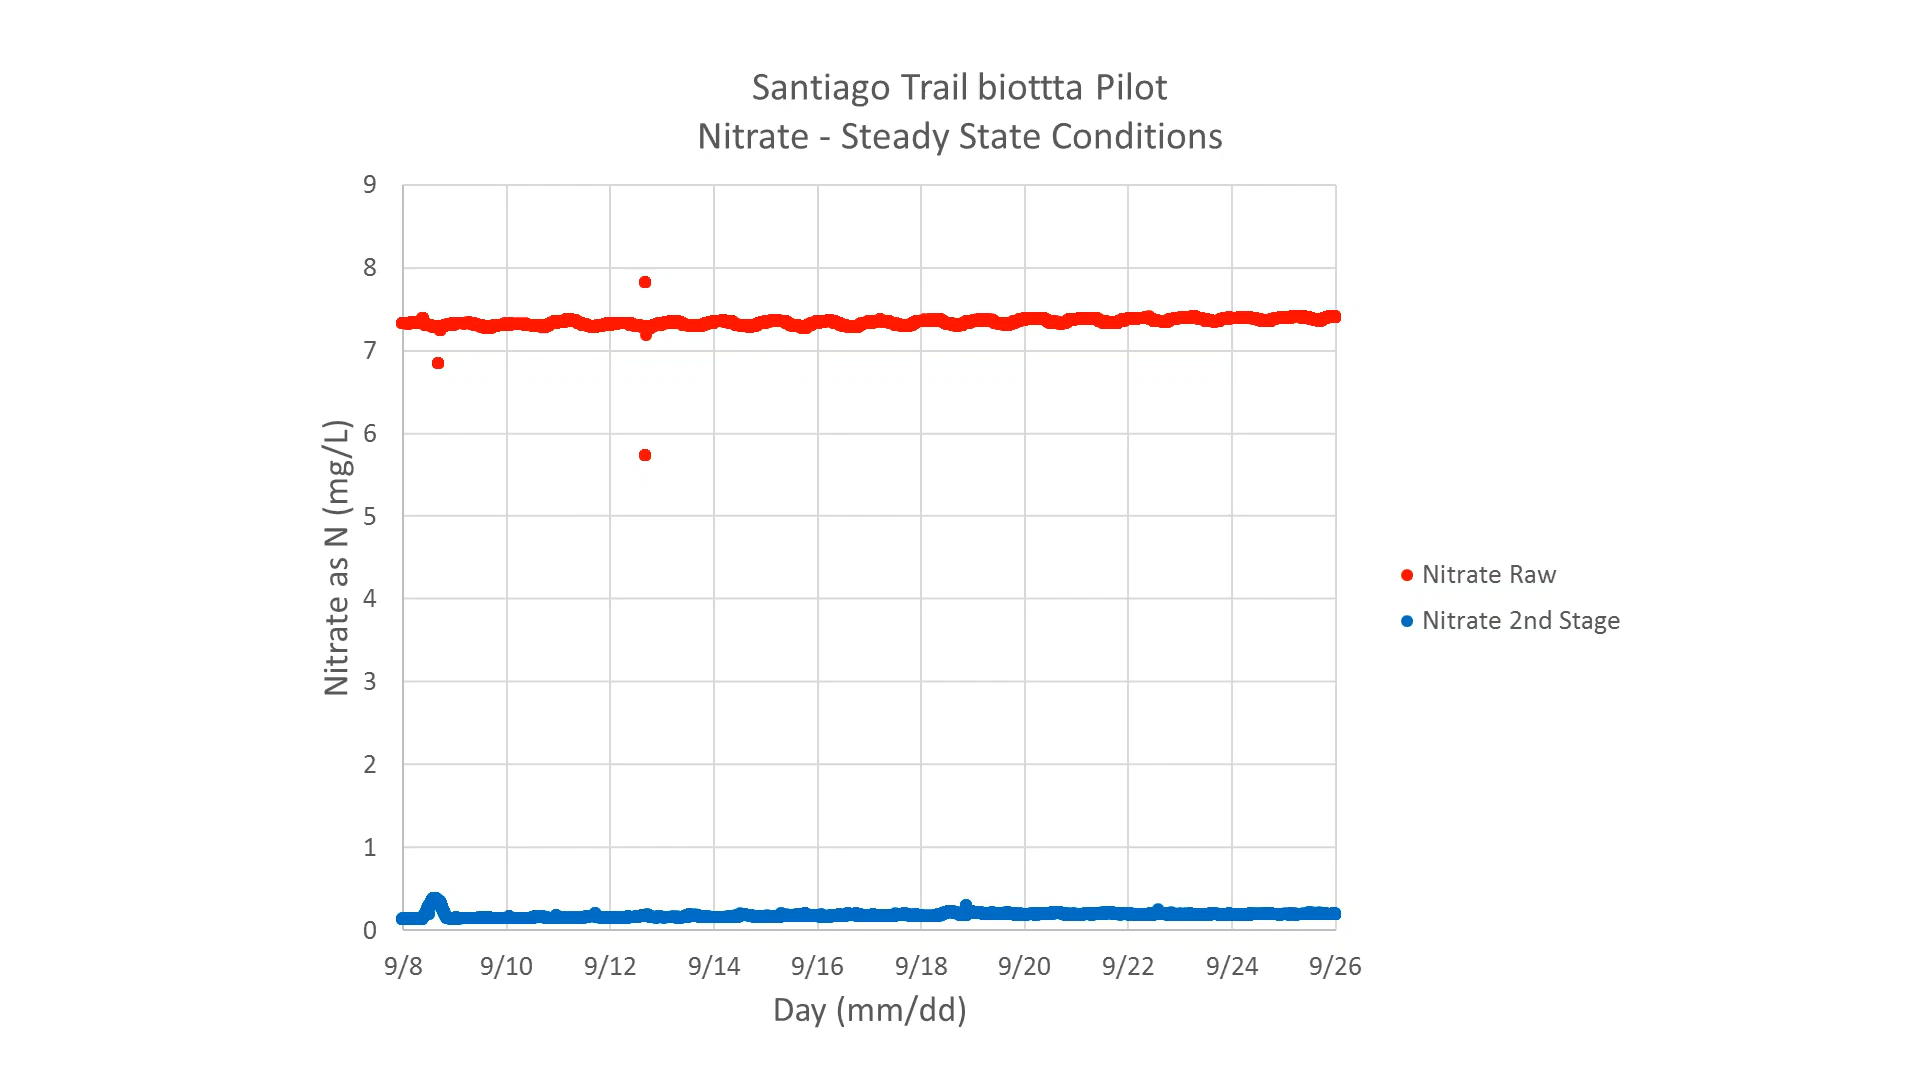 Santiago Trail biottta Pilot
Nitrate - Steady State Conditions
9
8
7
6
5
4
3
2
1
0
Nitrate as N (mg/L)
9/8 9/10 9/12 9/14 9/16 9/18 9/20 9/22 9/24 9/26
Day (mm/dd)
Nitrate Raw
Nitrate 2nd Stage